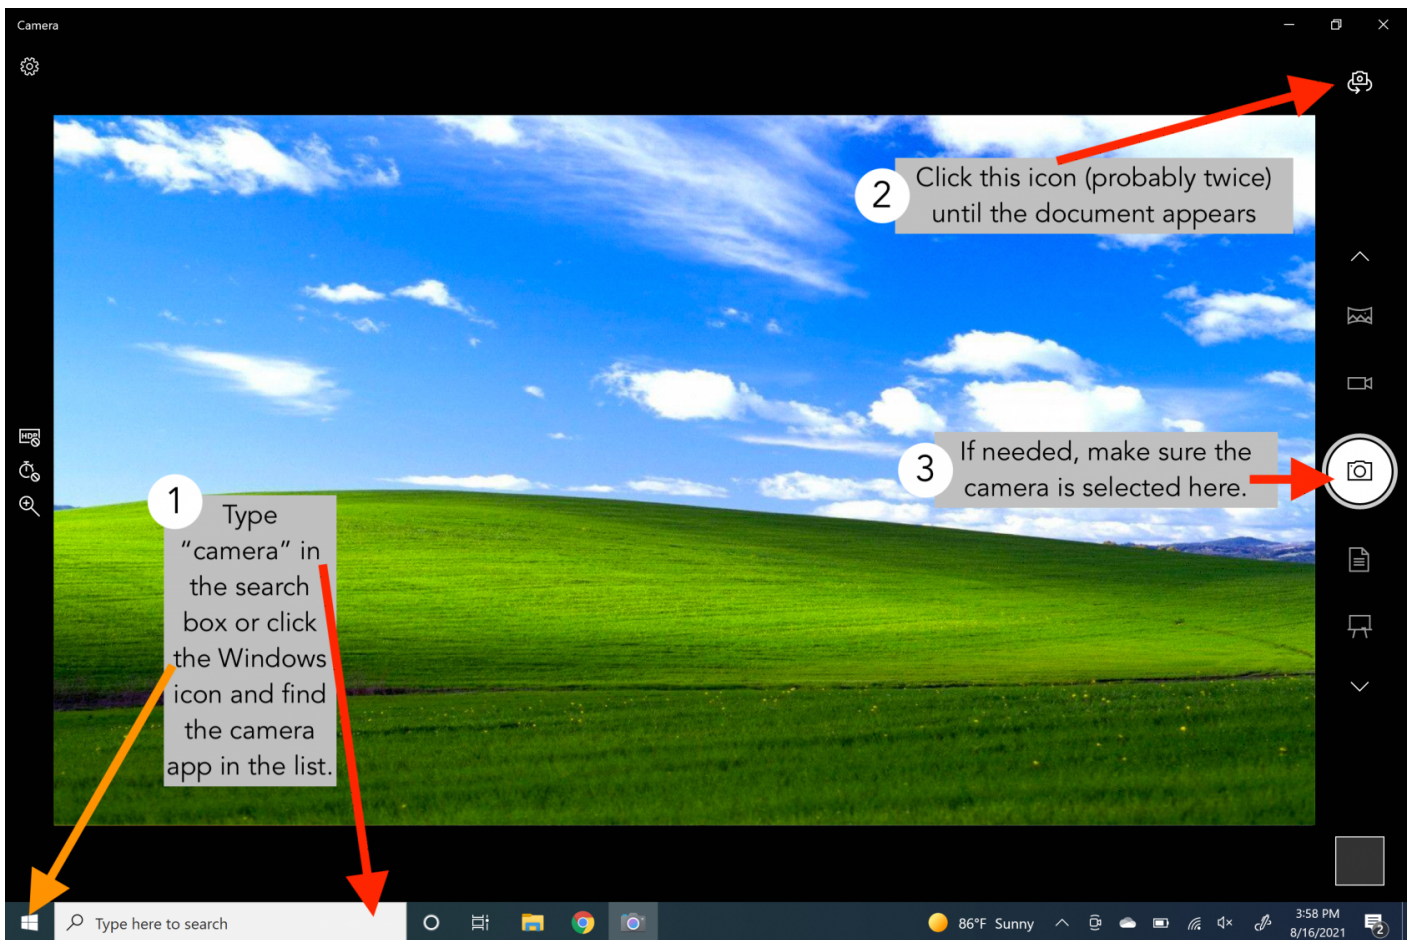 Camera
2
Click this icon (probably twice)
until the document appears
3
If needed, make sure the
camera is selected here.
HDR
1
Type
“camera” in
the search
box or click
the Windows
icon and find
the camera
app in the list.
Type here to search
86°F Sunny
3:58 PM
8/16/2021
2